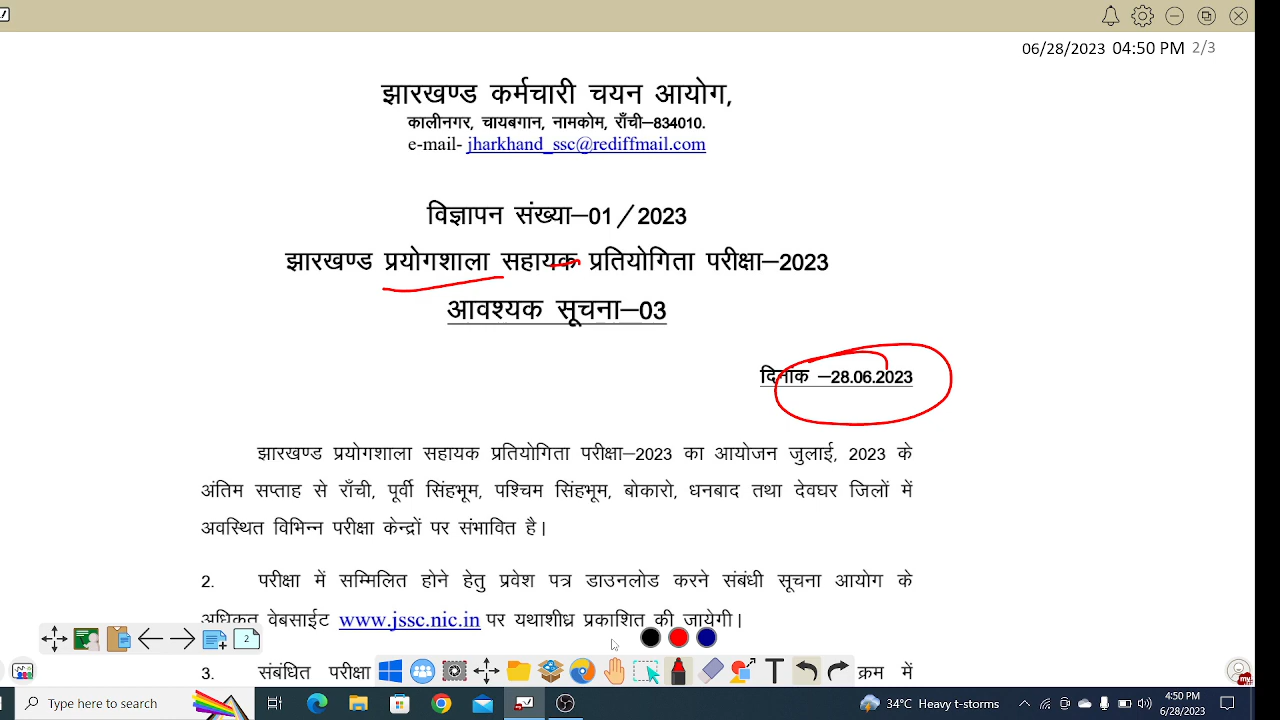 06/28/2023 04:50 PM 2/3
झारखण्ड कर्मचारी चयन आयोग,
कालीनगर, चायबगान, नामकोम, राँची–834010.
e-mail- jharkhand_ssc@rediffmail.com
विज्ञापन संख्या–01/2023
झारखण्ड प्रयोगशाला सहायक प्रतियोगिता परीक्षा–2023
आवश्यक सूचना–03
दिनांक –28.06.2023
झारखण्ड प्रयोगशाला सहायक प्रतियोगिता परीक्षा–2023 का आयोजन जुलाई, 2023 के
अंतिम सप्ताह से राँची, पूर्वी सिंहभूम, पश्चिम सिंहभूम, बोकारो, धनबाद तथा देवघर जिलों में
अवस्थित विभिन्न परीक्षा केन्द्रों पर संभावित है।
2. परीक्षा में सम्मिलित होने हेतु प्रवेश पत्र डाउनलोड करने संबंधी सूचना आयोग के
अधिकृत वेबसाईट www.jssc.nic.in पर यथाशीघ्र प्रकाशित की जायेगी।
2
3. संबंधित परीक्षा क्रम में
T
Type here to search
34°C Heavy t-storms
4:50 PM
6/28/2023